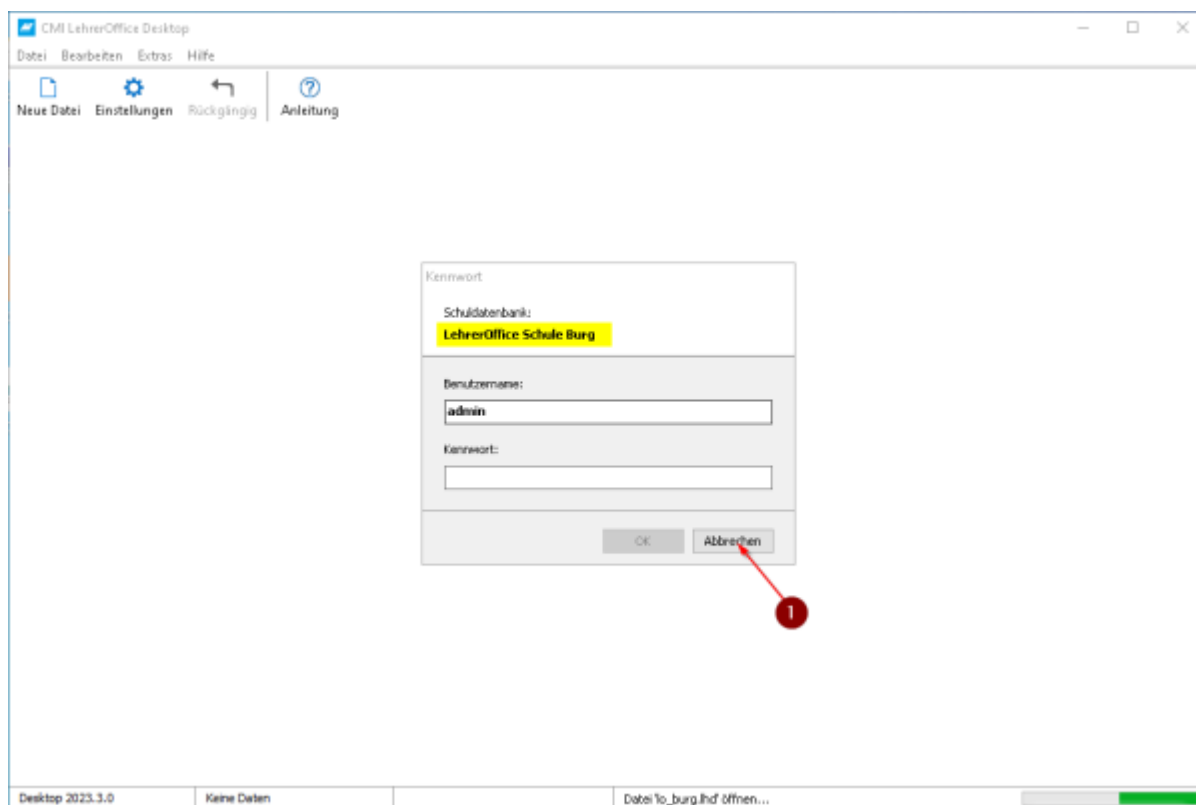 CMI LehrerOffice Desktop
Datei Bearbeiten Extras Hilfe
Neue Datei Einstellungen Rückgängig Anleitung
Kennwort
Schuldatenbank:
LehrerOffice Schule Burg
Benutzername:
admin
Kennwort:
OK Abbrechen
1
Desktop 2023.3.0 Keine Daten Datei 'lo_burg.lhd' öffnen...